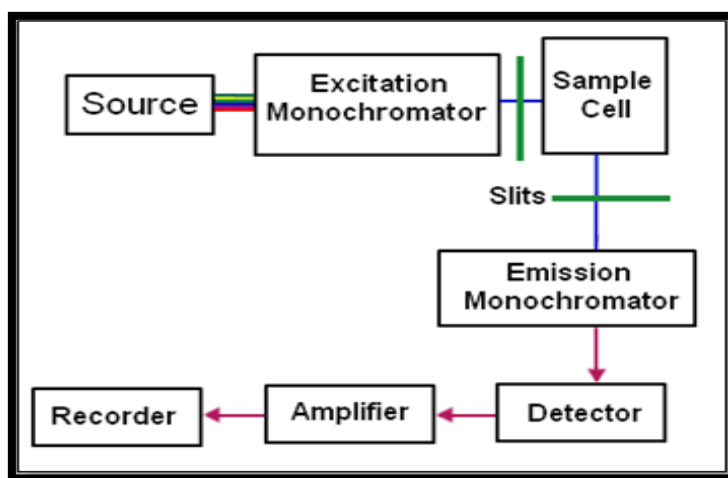 Source
Excitation
Monochromator
Sample
Cell
Slits
Emission
Monochromator
Recorder
Amplifier
Detector